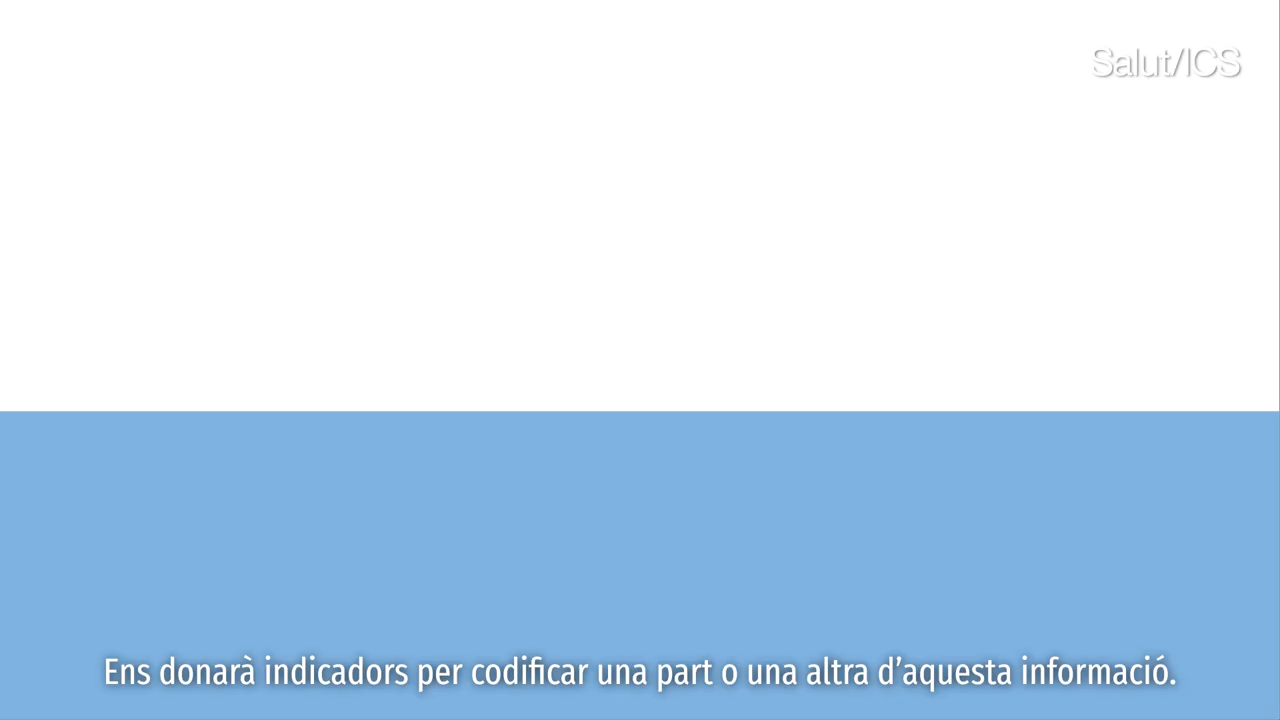 Salut/ICS
Ens donarà indicadors per codificar una part o una altra d’aquesta informació.